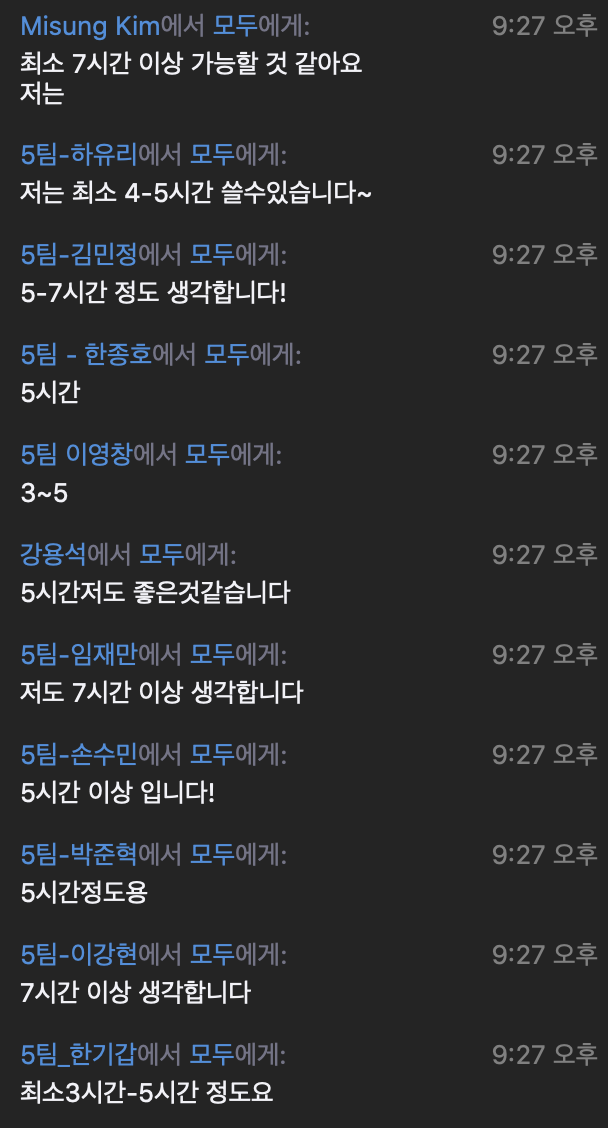 Misung Kim에서 모두에게: 9:27 오후
최소 7시간 이상 가능할 것 같아요
저는
5팀-하유리에서 모두에게: 9:27 오후
저는 최소 4-5시간 쓸수있습니다~
5팀-김민정에서 모두에게: 9:27 오후
5-7시간 정도 생각합니다!
5팀 - 한종호에서 모두에게: 9:27 오후
5시간
5팀 이영창에서 모두에게: 9:27 오후
3~5
강용석에서 모두에게: 9:27 오후
5시간저도 좋은것같습니다
5팀-임재만에서 모두에게: 9:27 오후
저도 7시간 이상 생각합니다
5팀-손수민에서 모두에게: 9:27 오후
5시간 이상 입니다!
5팀-박준혁에서 모두에게: 9:27 오후
5시간정도용
5팀-이강현에서 모두에게: 9:27 오후
7시간 이상 생각합니다
5팀_한기갑에서 모두에게: 9:27 오후
최소3시간-5시간 정도요